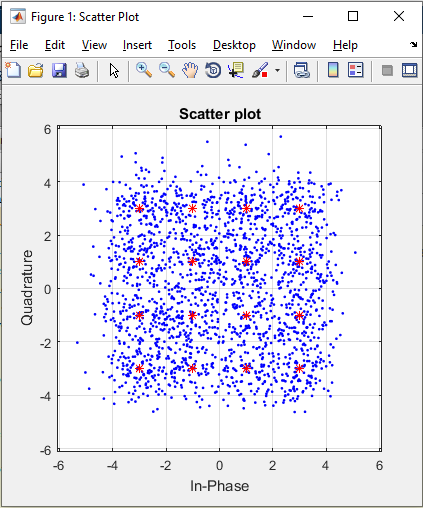 Figure 1: Scatter Plot
File Edit View Insert Tools Desktop Window Help
Scatter plot
6
4
2
0
-2
-4
-6
Quadrature
-6 -4 -2 0 2 4 6
In-Phase